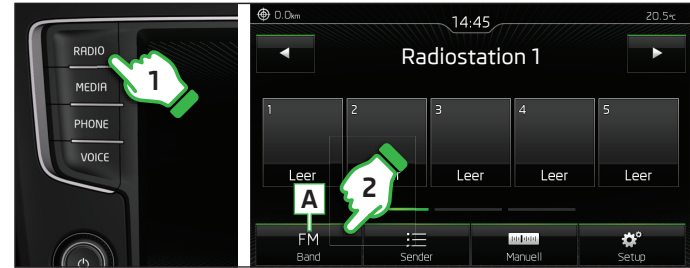 RADIO
MEDIA
PHONE
VOICE
1
0.0km
14:45
20.5°C
Radiostation 1
1
2
3
4
5
Leer
Leer
Leer
Leer
A
2
FM
Band
Sender
Manuell
Setup